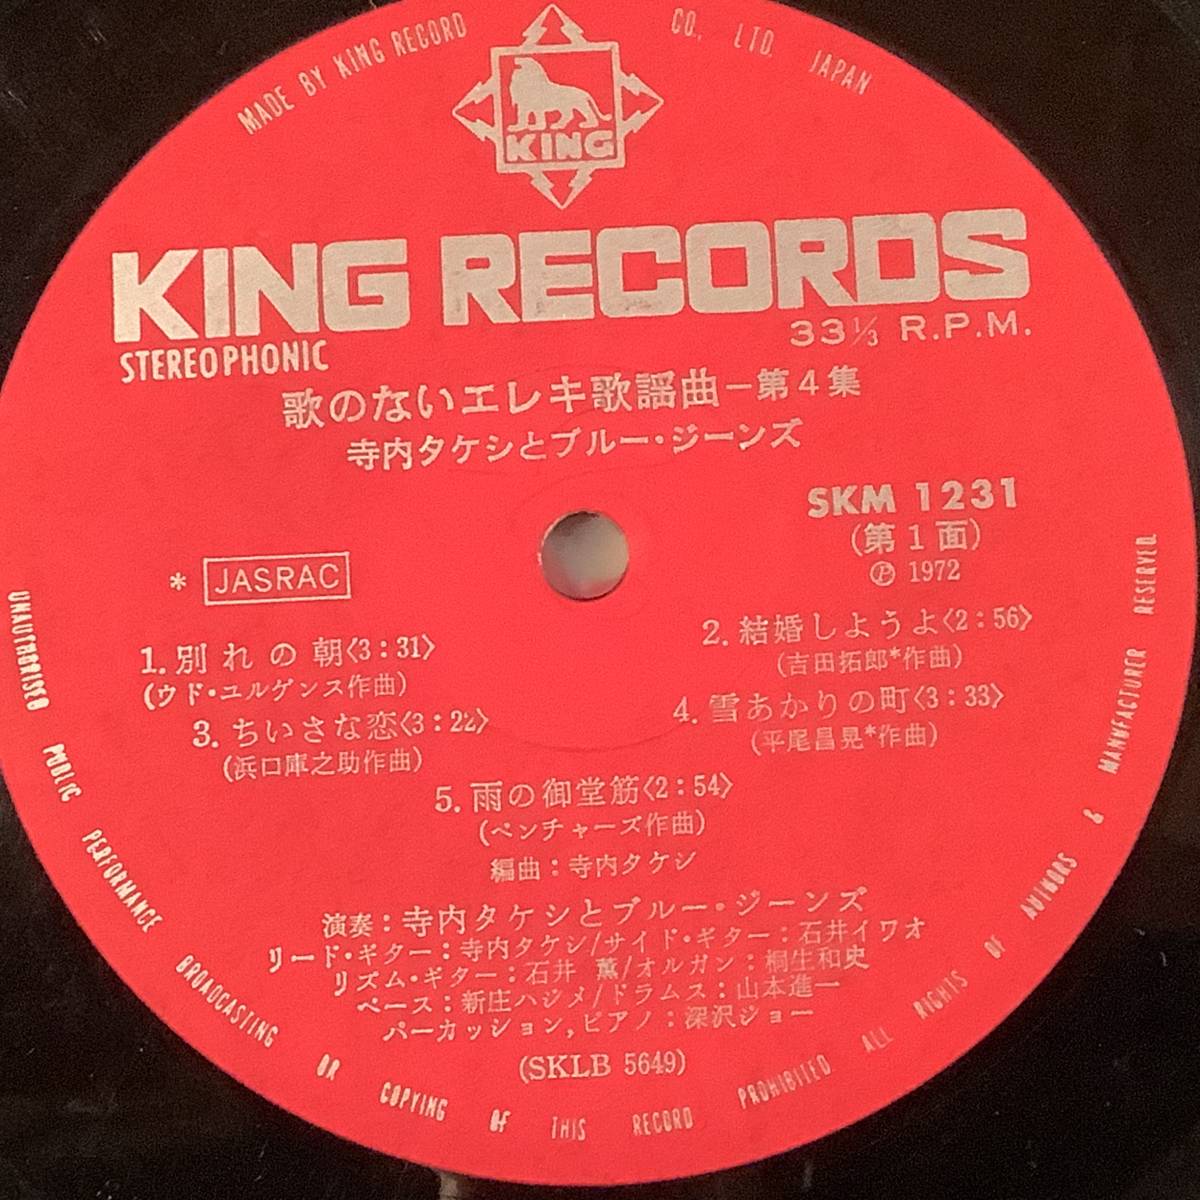 MADE BY KING RECORD CO., LTD. JAPAN
KING
KING RECORDS
STEREOPHONIC
33⅓ R.P.M.
歌のないエレキ歌謡曲－第4集
寺内タケシとブルー・ジーンズ
SKM 1231
(第1面)
Ⓟ 1972
* JASRAC
1. 別れの朝〈3：31〉
(ウド・ユルゲンス作曲)
2. 結婚しようよ〈2：56〉
(吉田拓郎*作曲)
3. ちいさな恋〈3：22〉
(浜口庫之助作曲)
4. 雪あかりの町〈3：33〉
(平尾昌晃*作曲)
5. 雨の御堂筋〈2：54〉
(ベンチャーズ作曲)
編曲：寺内タケシ
演奏：寺内タケシとブルー・ジーンズ
リード・ギター：寺内タケシ/サイド・ギター：石井イワオ
リズム・ギター：石井 薫/オルガン：桐生和史
ベース：新庄ハジメ/ドラムス：山本進一
パーカッション,ピアノ：深沢ジョー
(SKLB 5649)
UNAUTHORISED PUBLIC PERFORMANCE BROADCASTING OR COPYING OF THIS RECORD PROHIBITED ALL RIGHTS OF AUTHORS & MANUFACTURER RESERVED